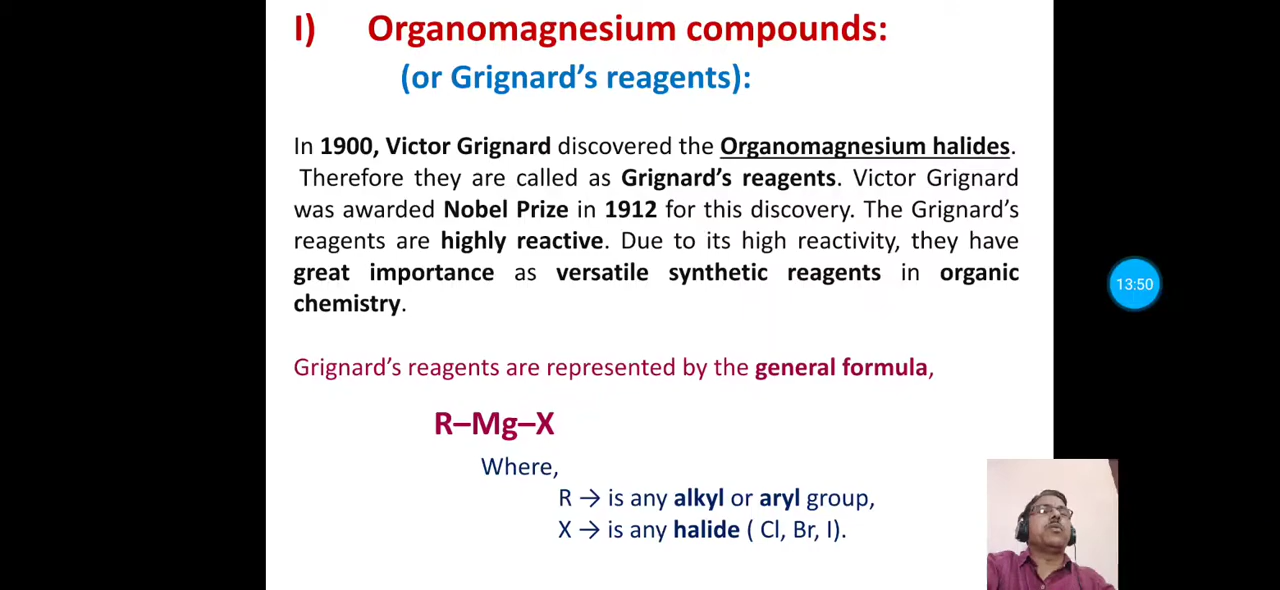 I) Organomagnesium compounds:
(or Grignard’s reagents):
In 1900, Victor Grignard discovered the Organomagnesium halides.
Therefore they are called as Grignard’s reagents. Victor Grignard
was awarded Nobel Prize in 1912 for this discovery. The Grignard’s
reagents are highly reactive. Due to its high reactivity, they have
great importance as versatile synthetic reagents in organic
chemistry.
13:50
Grignard’s reagents are represented by the general formula,
R–Mg–X
Where,
R → is any alkyl or aryl group,
X → is any halide ( Cl, Br, I).